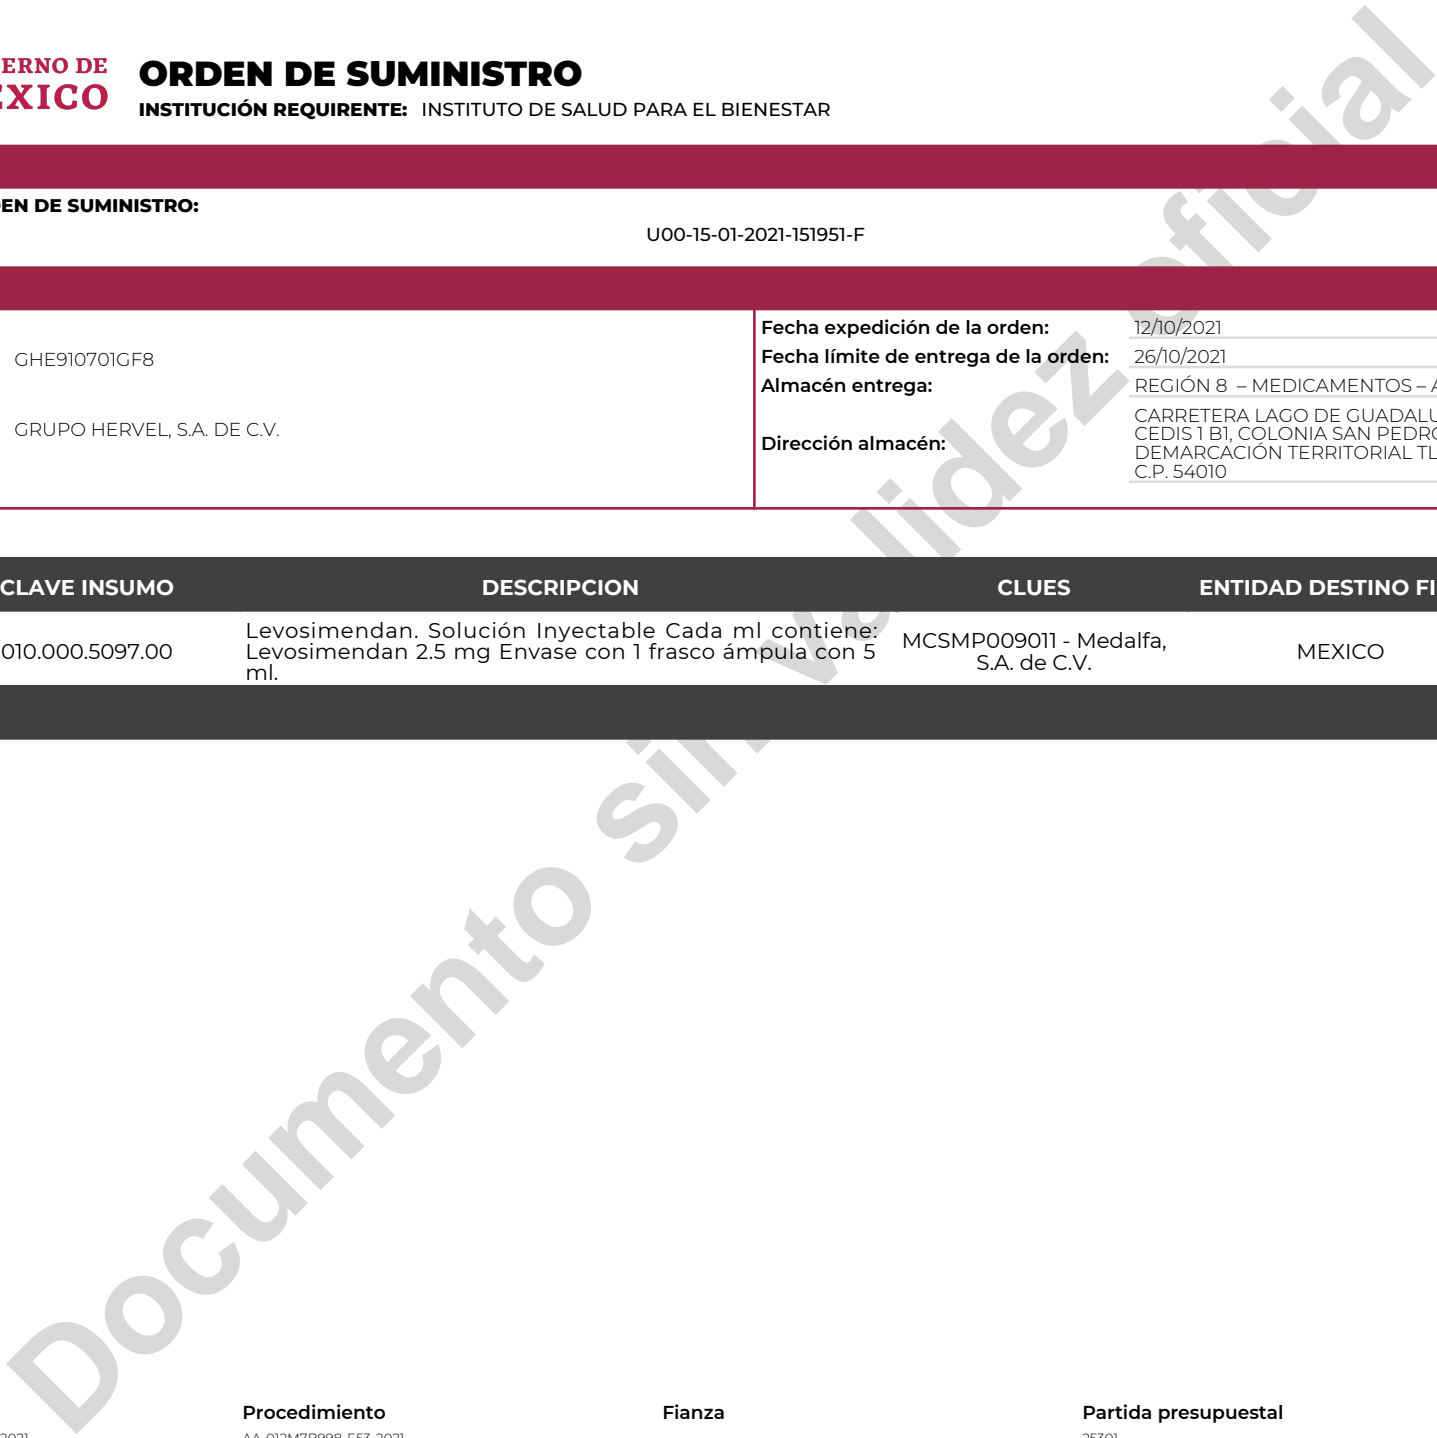 ERNO DE
ORDEN DE SUMINISTRO
INSTITUCIÓN REQUIRENTE: INSTITUTO DE SALUD PARA EL BIENESTAR
EN DE SUMINISTRO:
U00-15-01-2021-151951-F
GHE910701GF8
GRUPO HERVEL, S.A. DE C.V.
Fecha expedición de la orden: 12/10/2021
Fecha límite de entrega de la orden: 26/10/2021
Almacén entrega: REGIÓN 8 – MEDICAMENTOS –
Dirección almacén: CARRETERA LAGO DE GUADALU
CEDIS 1 B1, COLONIA SAN PEDRO
DEMARCACIÓN TERRITORIAL TL
C.P. 54010
CLAVE INSUMO DESCRIPCION CLUES ENTIDAD DESTINO FI
010.000.5097.00
Levosimendan. Solución Inyectable Cada ml contiene:
Levosimendan 2.5 mg Envase con 1 frasco ámpula con 5
ml.
MCSMP009011 - Medalfa,
S.A. de C.V.
MEXICO
Documento sin validez oficial
Procedimiento Fianza Partida presupuestal